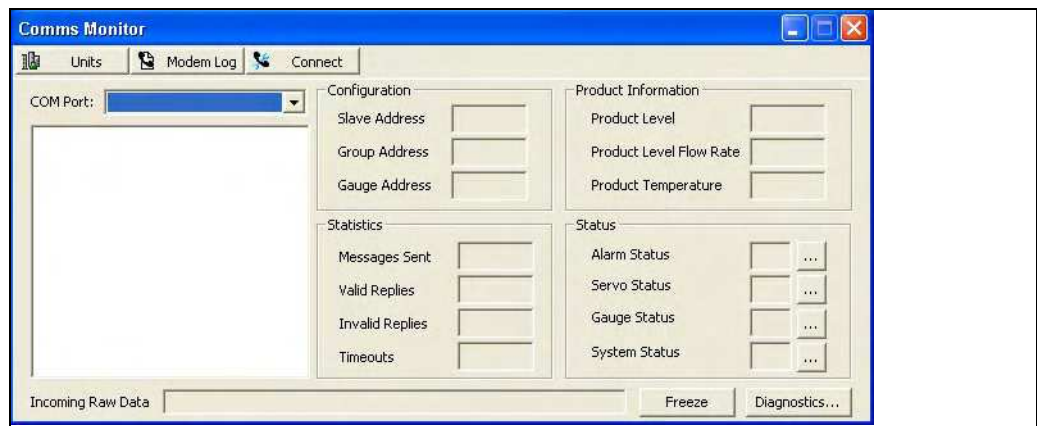 Comms Monitor
Units Modem Log Connect
COM Port:
Configuration
Slave Address
Group Address
Gauge Address
Product Information
Product Level
Product Level Flow Rate
Product Temperature
Statistics
Messages Sent
Valid Replies
Invalid Replies
Timeouts
Status
Alarm Status ...
Servo Status ...
Gauge Status ...
System Status ...
Incoming Raw Data Freeze Diagnostics...